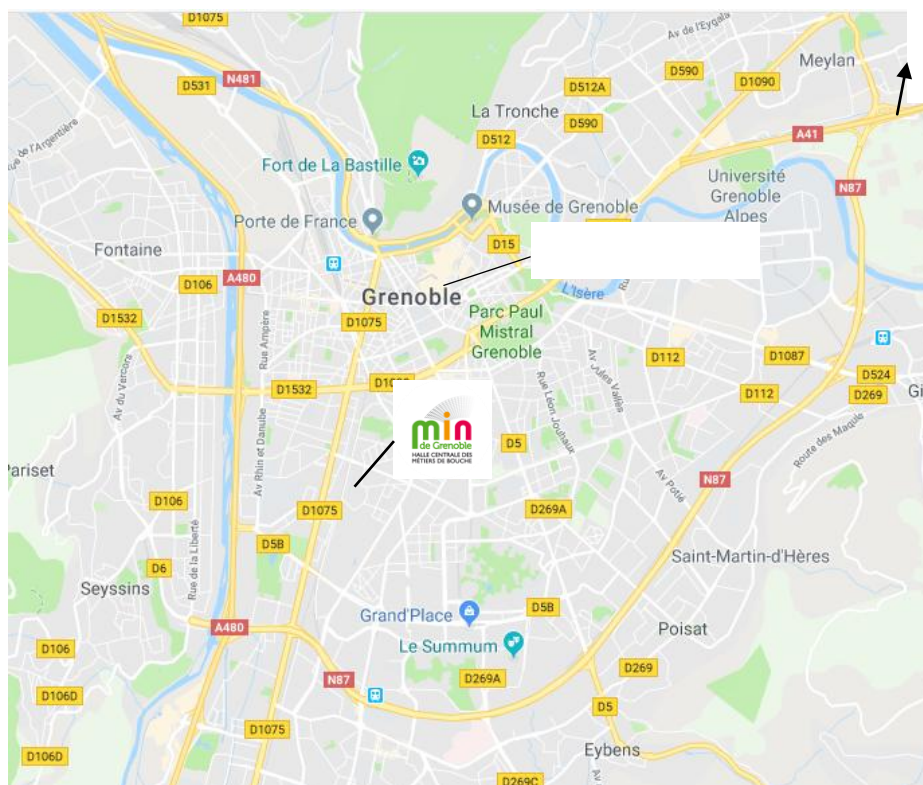 D1075
Av de l'Eygala
Meylan
N481
D531
D590
D1090
D512A
La Tronche
D590
D512
A41
Rue de l'Argentière
Fort de La Bastille
Université
Grenoble
Alpes
N87
Porte de France
Musée de Grenoble
Fontaine
D15
A480
D106
L'Isère
Grenoble
D1532
D1075
Parc Paul
Mistral
Grenoble
Rue Ampère
Av du Vercors
Av Jules Vallès
D112
D1087
D524
D1532
D112
D269
Rue Léon Jouhaux
min
de Grenoble
HALLE CENTRALE DES
MÉTIERS DE BOUCHE
D5
Route des Maquis
Av Rhin et Danube
Pariset
Av Potié
N87
D106
D1075
D269A
Rue de la Liberté
D5B
Saint-Martin-d'Hères
D6
Seyssins
Grand'Place
D5B
A480
Poisat
Le Summum
D106
D269
N87
D269A
D106D
D5
D1075
D106D
Eybens
D269C